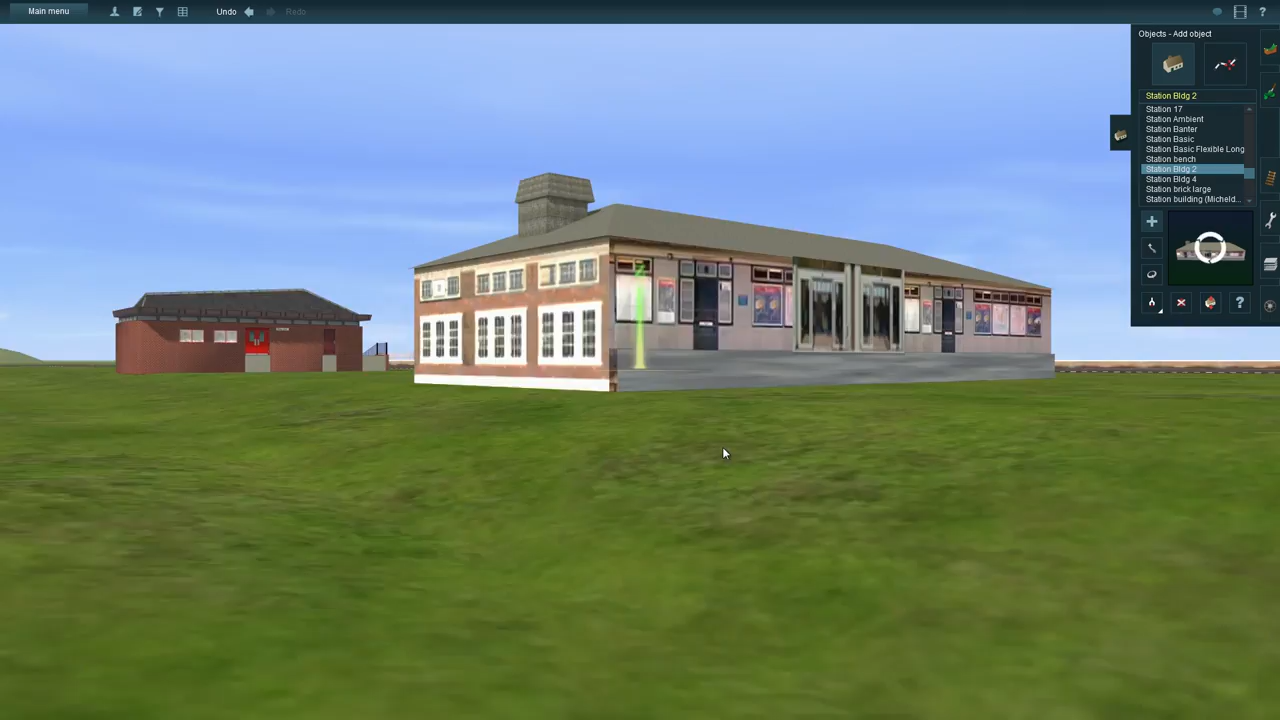 Main menu
Undo
Redo
?
Objects - Add object
Station Bldg 2
Station 17
Station Ambient
Station Banter
Station Basic
Station Basic Flexible Long
Station bench
Station Bldg 2
Station Bldg 4
Station brick large
Station building (Micheld...
?